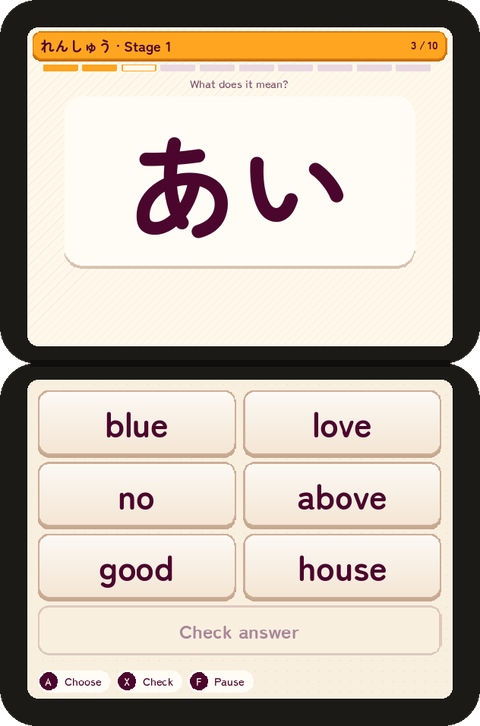 れんしゅう · Stage 1
3 / 10
What does it mean?
あい
blue
love
no
above
good
house
Check answer
A Choose
X Check
F Pause